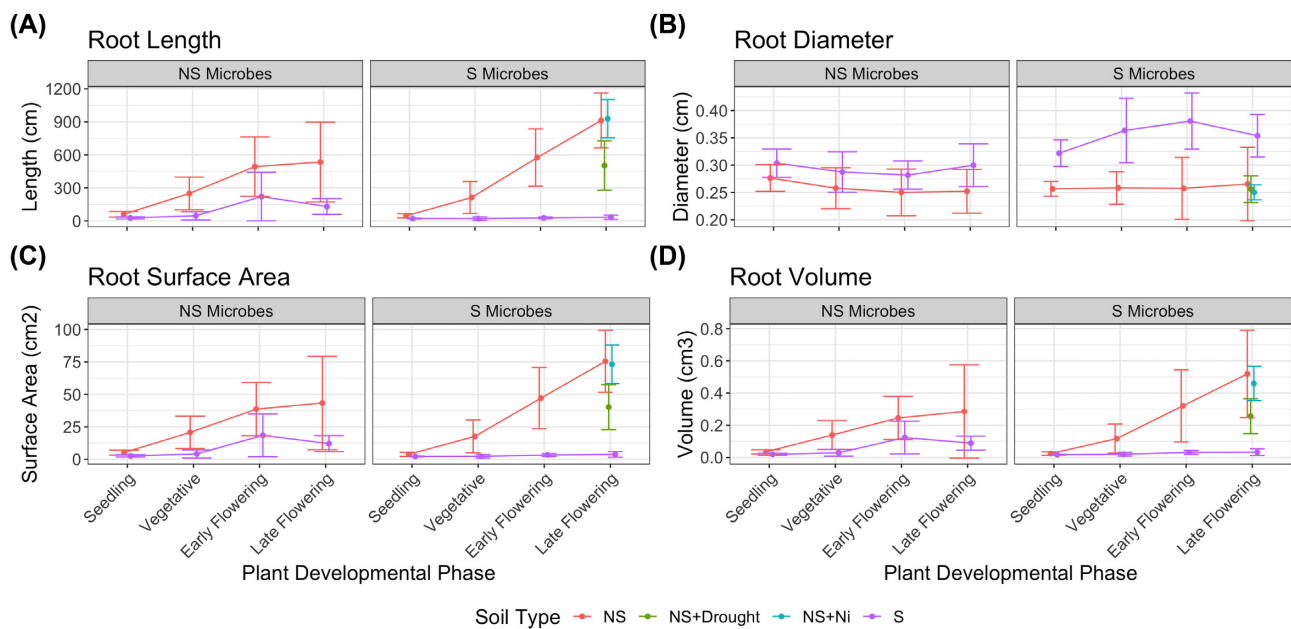 (A)
Root Length
NS Microbes
S Microbes
Length (cm)
1200
900
600
300
0
(B)
Root Diameter
NS Microbes
S Microbes
Diameter (cm)
0.40
0.35
0.30
0.25
0.20
(C)
Root Surface Area
NS Microbes
S Microbes
Surface Area (cm2)
100
75
50
25
0
Seedling
Vegetative
Early Flowering
Late Flowering
Seedling
Vegetative
Early Flowering
Late Flowering
Plant Developmental Phase
(D)
Root Volume
NS Microbes
S Microbes
Volume (cm3)
0.8
0.6
0.4
0.2
0.0
Seedling
Vegetative
Early Flowering
Late Flowering
Seedling
Vegetative
Early Flowering
Late Flowering
Plant Developmental Phase
Soil Type NS NS+Drought NS+Ni S